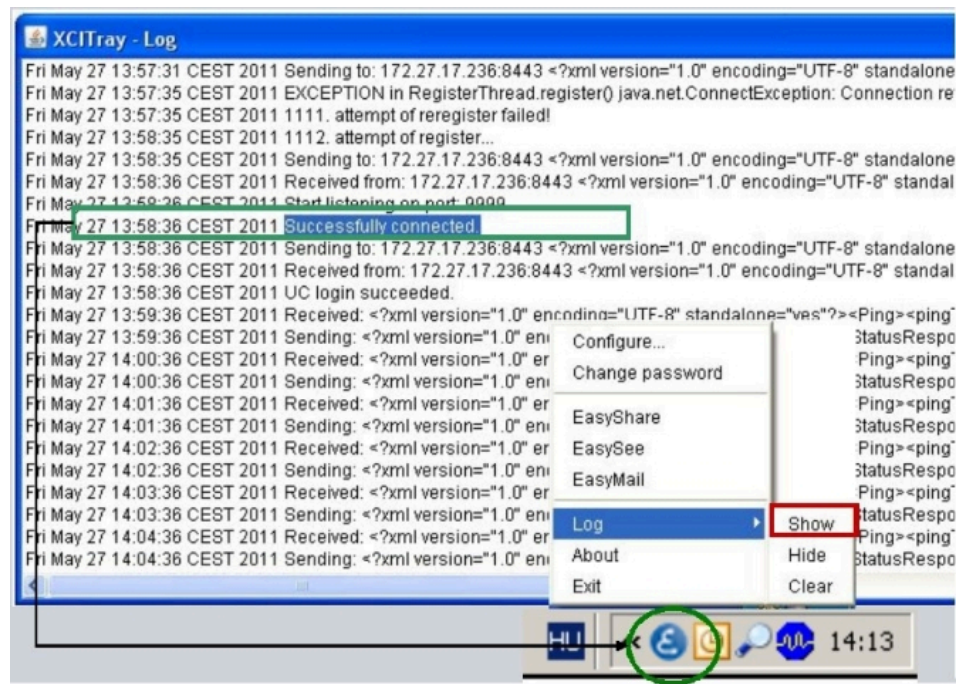 XCITray - Log
Fri May 27 13:57:31 CEST 2011 Sending to: 172.27.17.236:8443 <?xml version="1.0" encoding="UTF-8" standalone
Fri May 27 13:57:35 CEST 2011 EXCEPTION in RegisterThread.register() java.net.ConnectException: Connection re
Fri May 27 13:57:35 CEST 2011 1111. attempt of reregister failed!
Fri May 27 13:58:35 CEST 2011 1112. attempt of register...
Fri May 27 13:58:35 CEST 2011 Sending to: 172.27.17.236:8443 <?xml version="1.0" encoding="UTF-8" standalone
Fri May 27 13:58:36 CEST 2011 Received from: 172.27.17.236:8443 <?xml version="1.0" encoding="UTF-8" standal
Fri May 27 13:58:36 CEST 2011 Start listening on port: 9999
Fri May 27 13:58:36 CEST 2011 Successfully connected.
Fri May 27 13:58:36 CEST 2011 Sending to: 172.27.17.236:8443 <?xml version="1.0" encoding="UTF-8" standalone
Fri May 27 13:58:36 CEST 2011 Received from: 172.27.17.236:8443 <?xml version="1.0" encoding="UTF-8" standal
Fri May 27 13:58:36 CEST 2011 UC login succeeded.
Fri May 27 13:59:36 CEST 2011 Received: <?xml version="1.0" encoding="UTF-8" standalone="yes"?><Ping><ping
Fri May 27 13:59:36 CEST 2011 Sending: <?xml version="1.0" en StatusRespo
Fri May 27 14:00:36 CEST 2011 Received: <?xml version="1.0" er Ping><ping
Fri May 27 14:00:36 CEST 2011 Sending: <?xml version="1.0" en StatusRespo
Fri May 27 14:01:36 CEST 2011 Received: <?xml version="1.0" er Ping><ping
Fri May 27 14:01:36 CEST 2011 Sending: <?xml version="1.0" en StatusRespo
Fri May 27 14:02:36 CEST 2011 Received: <?xml version="1.0" er Ping><ping
Fri May 27 14:02:36 CEST 2011 Sending: <?xml version="1.0" en StatusRespo
Fri May 27 14:03:36 CEST 2011 Received: <?xml version="1.0" er Ping><ping
Fri May 27 14:03:36 CEST 2011 Sending: <?xml version="1.0" en StatusRespo
Fri May 27 14:04:36 CEST 2011 Received: <?xml version="1.0" er Ping><ping
Fri May 27 14:04:36 CEST 2011 Sending: <?xml version="1.0" en StatusRespo
Configure...
Change password
EasyShare
EasySee
EasyMail
Log
About
Exit
Show
Hide
Clear
HU
14:13